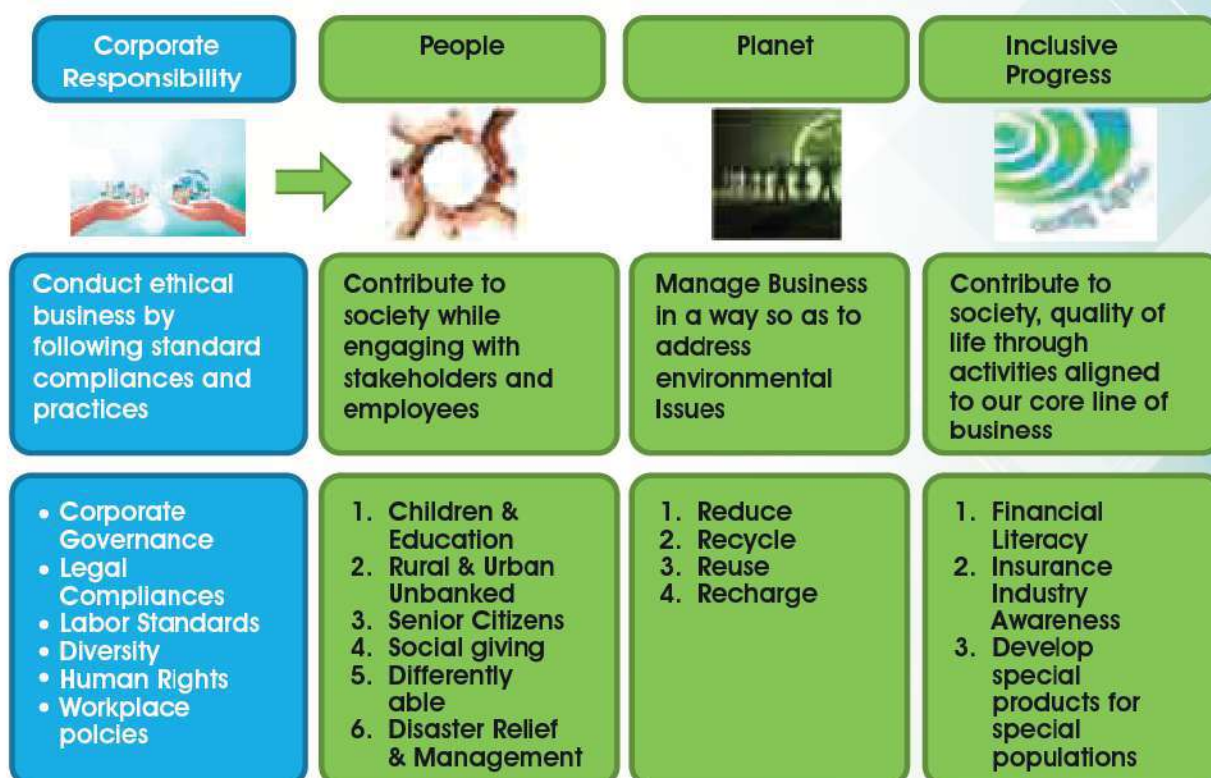 Corporate
Responsibility
People
Planet
Inclusive
Progress
Conduct ethical
business by
following standard
compliances and
practices
Contribute to
society while
engaging with
stakeholders and
employees
Manage Business
in a way so as to
address
environmental
Issues
Contribute to
society, quality of
life through
activities aligned
to our core line of
business
• Corporate
Governance
• Legal
Compliances
• Labor Standards
• Diversity
• Human Rights
• Workplace
polcies
1. Children &
Education
2. Rural & Urban
Unbanked
3. Senior Citizens
4. Social giving
5. Differently
able
6. Disaster Relief
& Management
1. Reduce
2. Recycle
3. Reuse
4. Recharge
1. Financial
Literacy
2. Insurance
Industry
Awareness
3. Develop
special
products for
special
populations